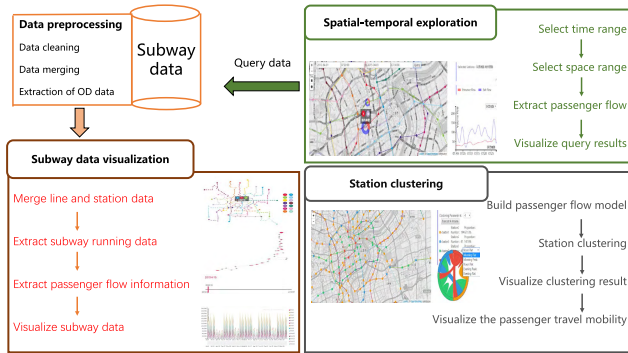 Data preprocessing
Data cleaning
Data merging
Extraction of OD data
Subway
data
Query data
Spatial-temporal exploration
Select time range
Select space range
Extract passenger flow
Visualize query results
Subway data visualization
Merge line and station data
Extract subway running data
Extract passenger flow information
Visualize subway data
Station clustering
Build passenger flow model
Station clustering
Visualize clustering result
Visualize the passenger travel mobility